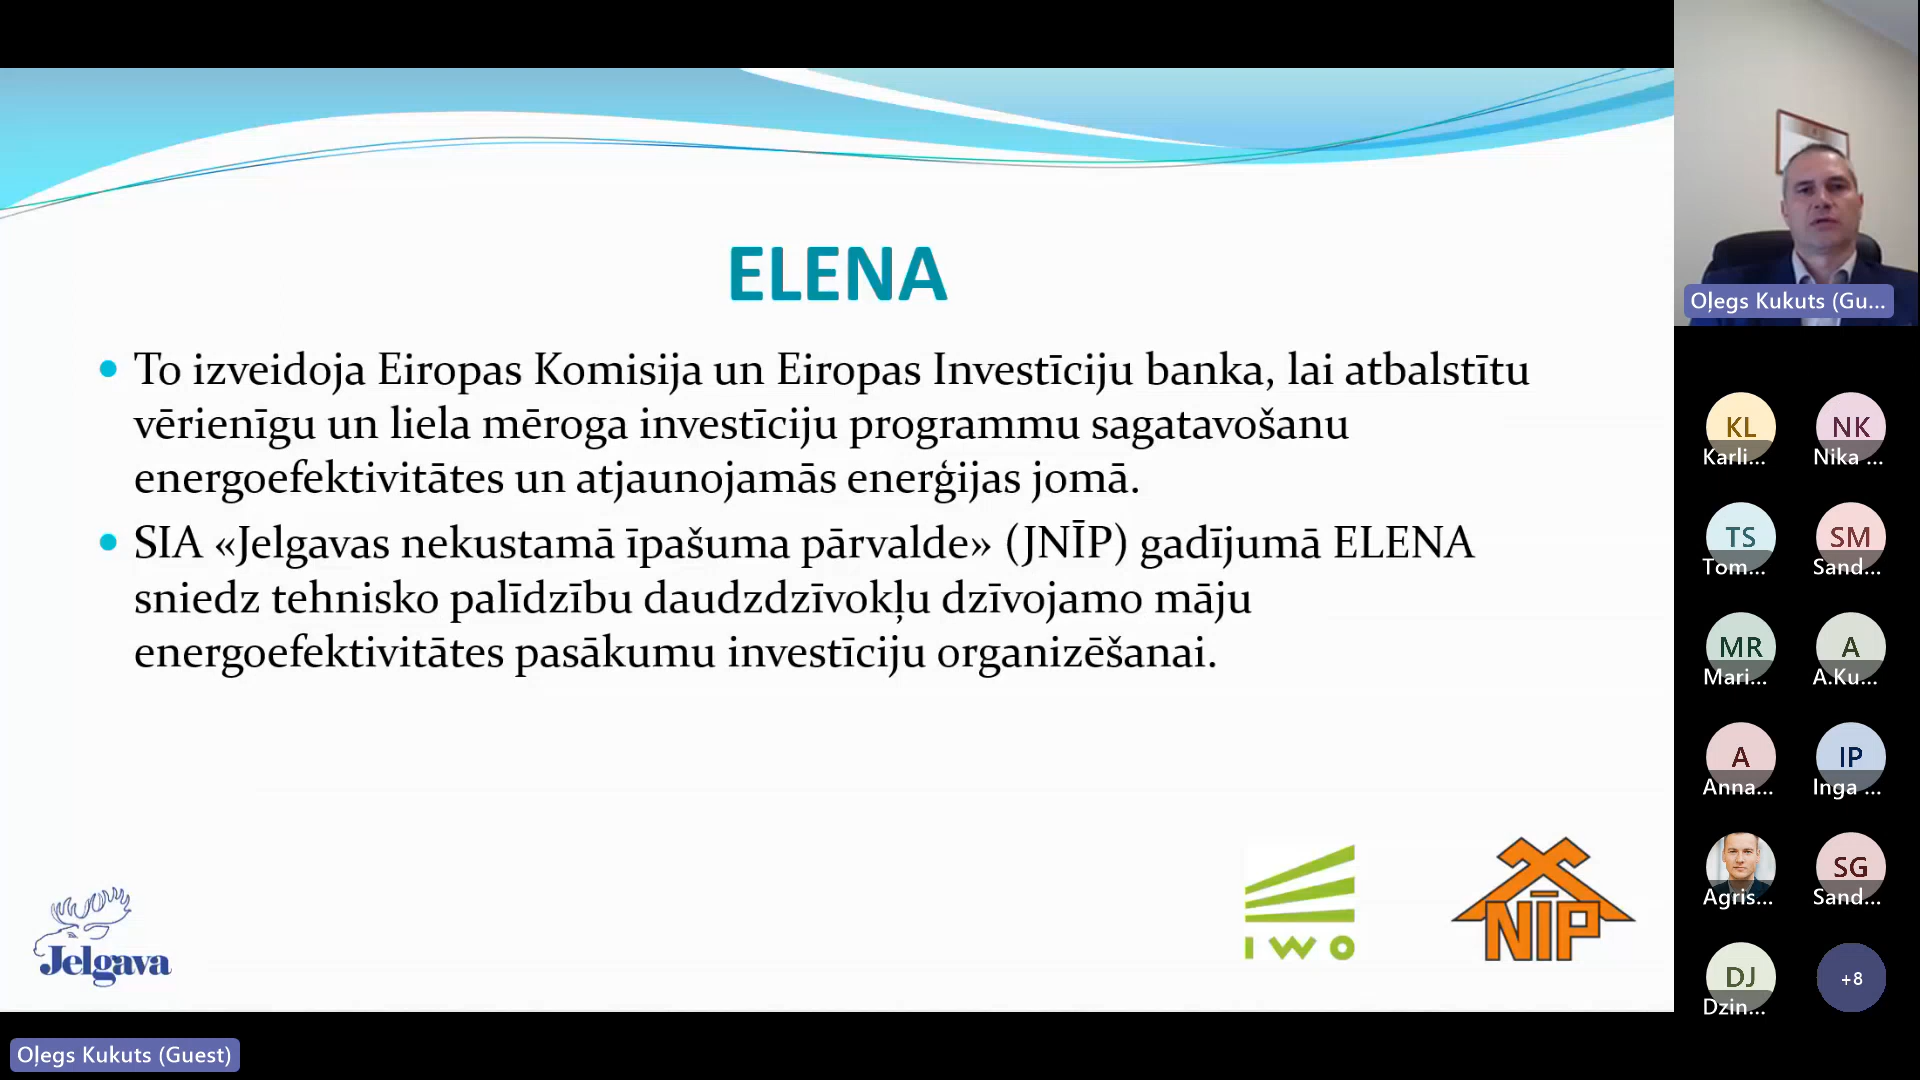 ELENA
To izveidoja Eiropas Komisija un Eiropas Investīciju banka, lai atbalstītu
vērienīgu un liela mēroga investīciju programmu sagatavošanu
energoefektivitātes un atjaunojamās enerģijas jomā.
SIA «Jelgavas nekustamā īpašuma pārvalde» (JNĪP) gadījumā ELENA
sniedz tehnisko palīdzību daudzdzīvokļu dzīvojamo māju
energoefektivitātes pasākumu investīciju organizēšanai.
Jelgava
IWO
NĪP
Oļegs Kukuts (Guest)
Oļegs Kukuts (Gu...
KL
NK
Karli...
Nika ...
TS
SM
Tom...
Sand...
MR
A
Mari...
A.Ku...
A
IP
Anna...
Inga ...
SG
Agris...
Sand...
DJ
+8
Dzin...